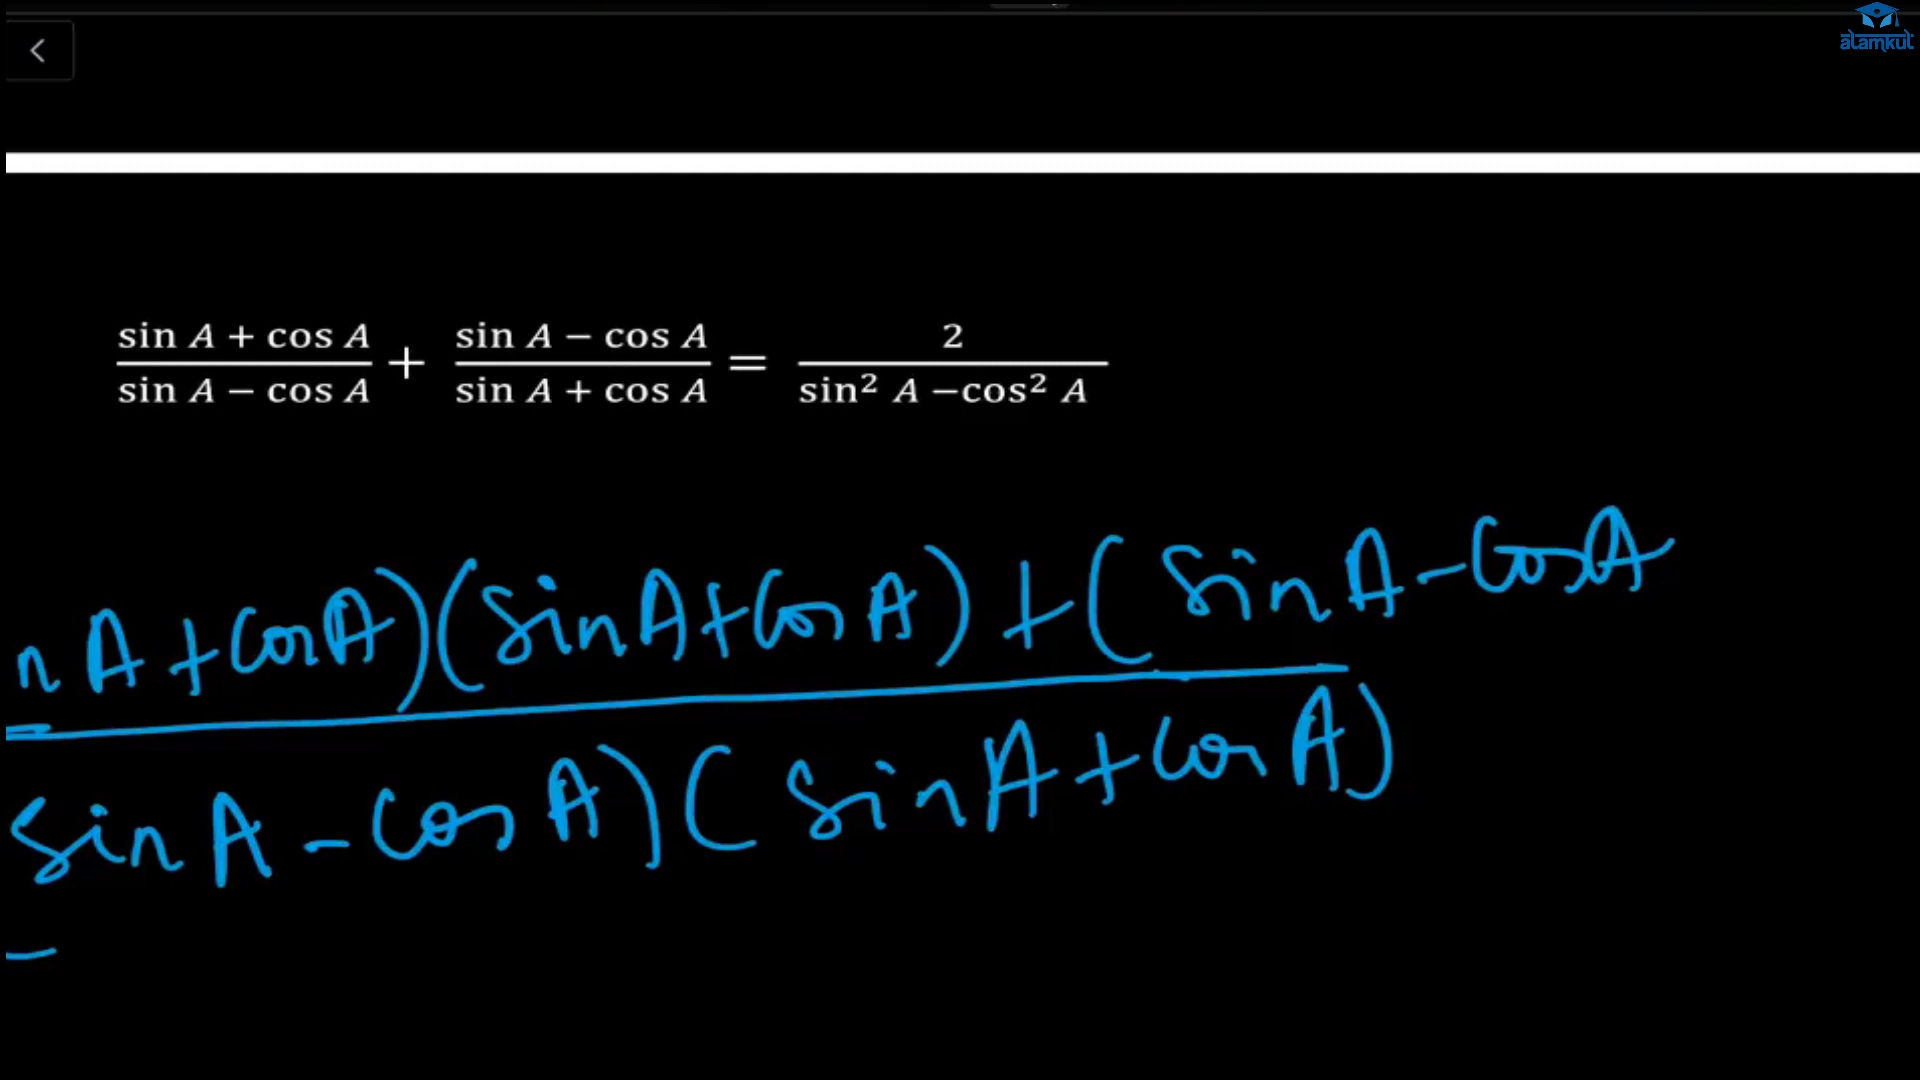 alamkut
sin A + cos A / sin A − cos A + sin A − cos A / sin A + cos A = 2 / sin² A −cos² A
n A + cos A)(sin A + cos A) + (sin A - cos A
sin A - cos A)(sin A + cos A)